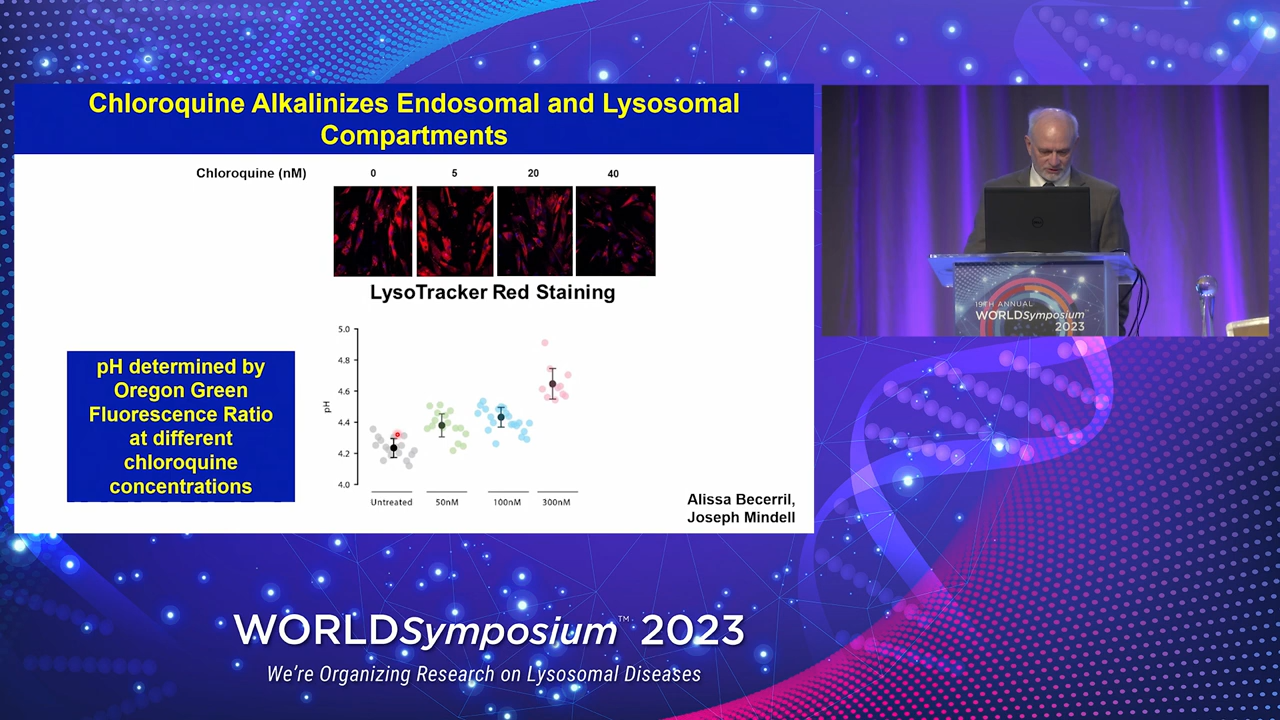 Chloroquine Alkalinizes Endosomal and Lysosomal
Compartments
Chloroquine (nM) 0 5 20 40
LysoTracker Red Staining
pH determined by
Oregon Green
Fluorescence Ratio
at different
chloroquine
concentrations
pH
5.0
4.8
4.6
4.4
4.2
4.0
Untreated 50nM 100nM 300nM
Alissa Becerril,
Joseph Mindell
19TH ANNUAL
WORLDSymposium
2023
WORLDSymposium™ 2023
We're Organizing Research on Lysosomal Diseases